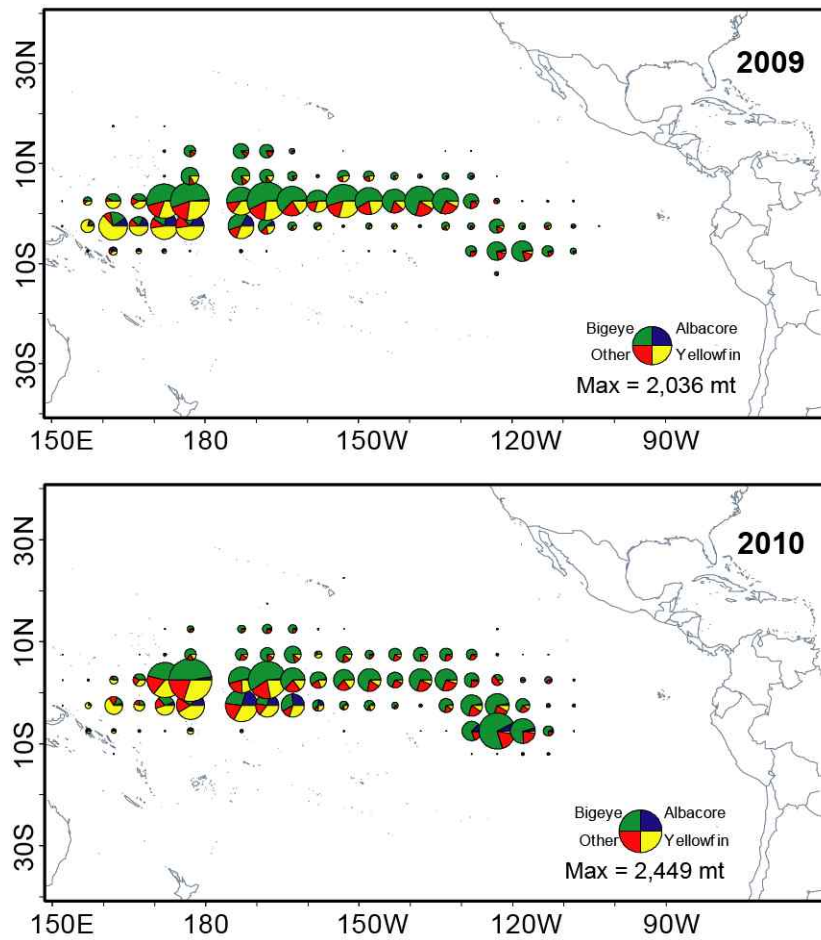 30N
2009
10N
10S
Bigeye Albacore
Other Yellowfin
30S
Max = 2,036 mt
150E 180 150W 120W 90W
30N
2010
10N
10S
Bigeye Albacore
Other Yellowfin
30S
Max = 2,449 mt
150E 180 150W 120W 90W